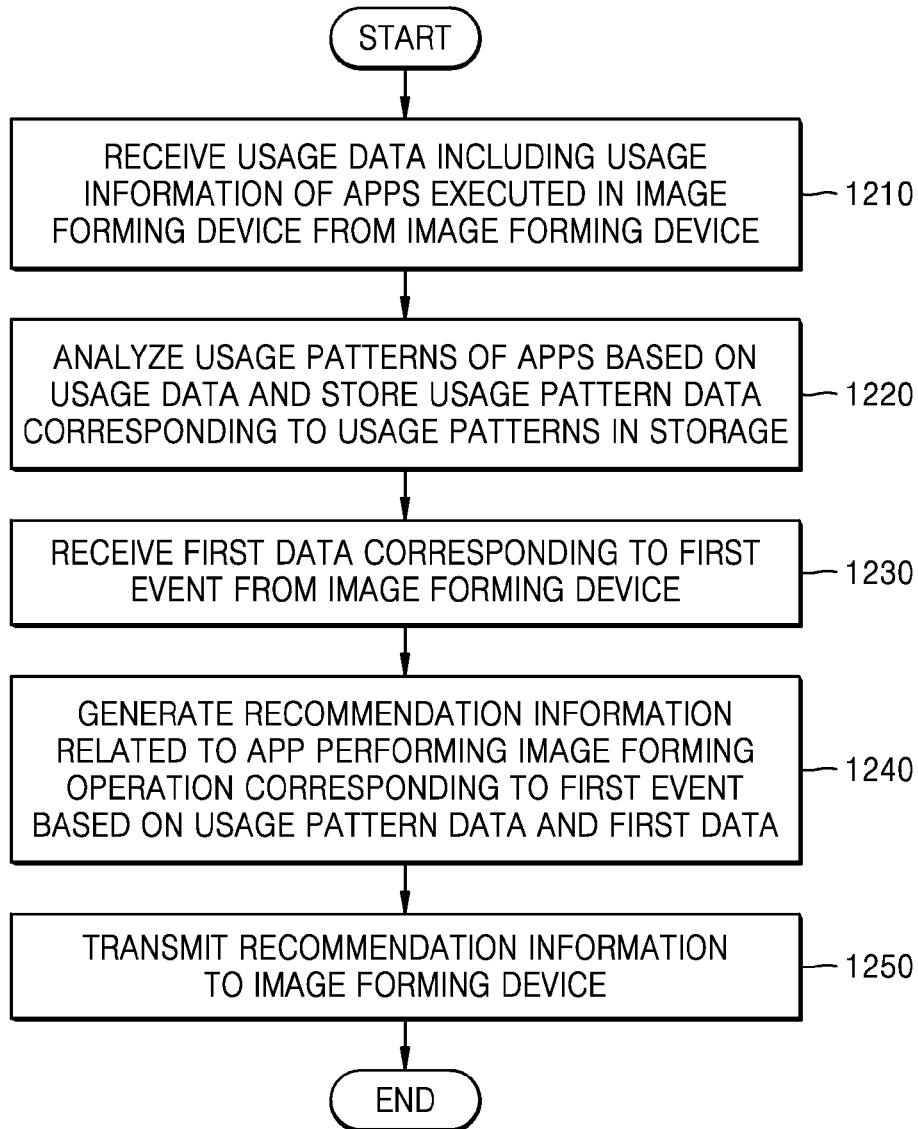 START
RECEIVE USAGE DATA INCLUDING USAGE
INFORMATION OF APPS EXECUTED IN IMAGE
FORMING DEVICE FROM IMAGE FORMING DEVICE
1210
ANALYZE USAGE PATTERNS OF APPS BASED ON
USAGE DATA AND STORE USAGE PATTERN DATA
CORRESPONDING TO USAGE PATTERNS IN STORAGE
1220
RECEIVE FIRST DATA CORRESPONDING TO FIRST
EVENT FROM IMAGE FORMING DEVICE
1230
GENERATE RECOMMENDATION INFORMATION
RELATED TO APP PERFORMING IMAGE FORMING
OPERATION CORRESPONDING TO FIRST EVENT
BASED ON USAGE PATTERN DATA AND FIRST DATA
1240
TRANSMIT RECOMMENDATION INFORMATION
TO IMAGE FORMING DEVICE
1250
END